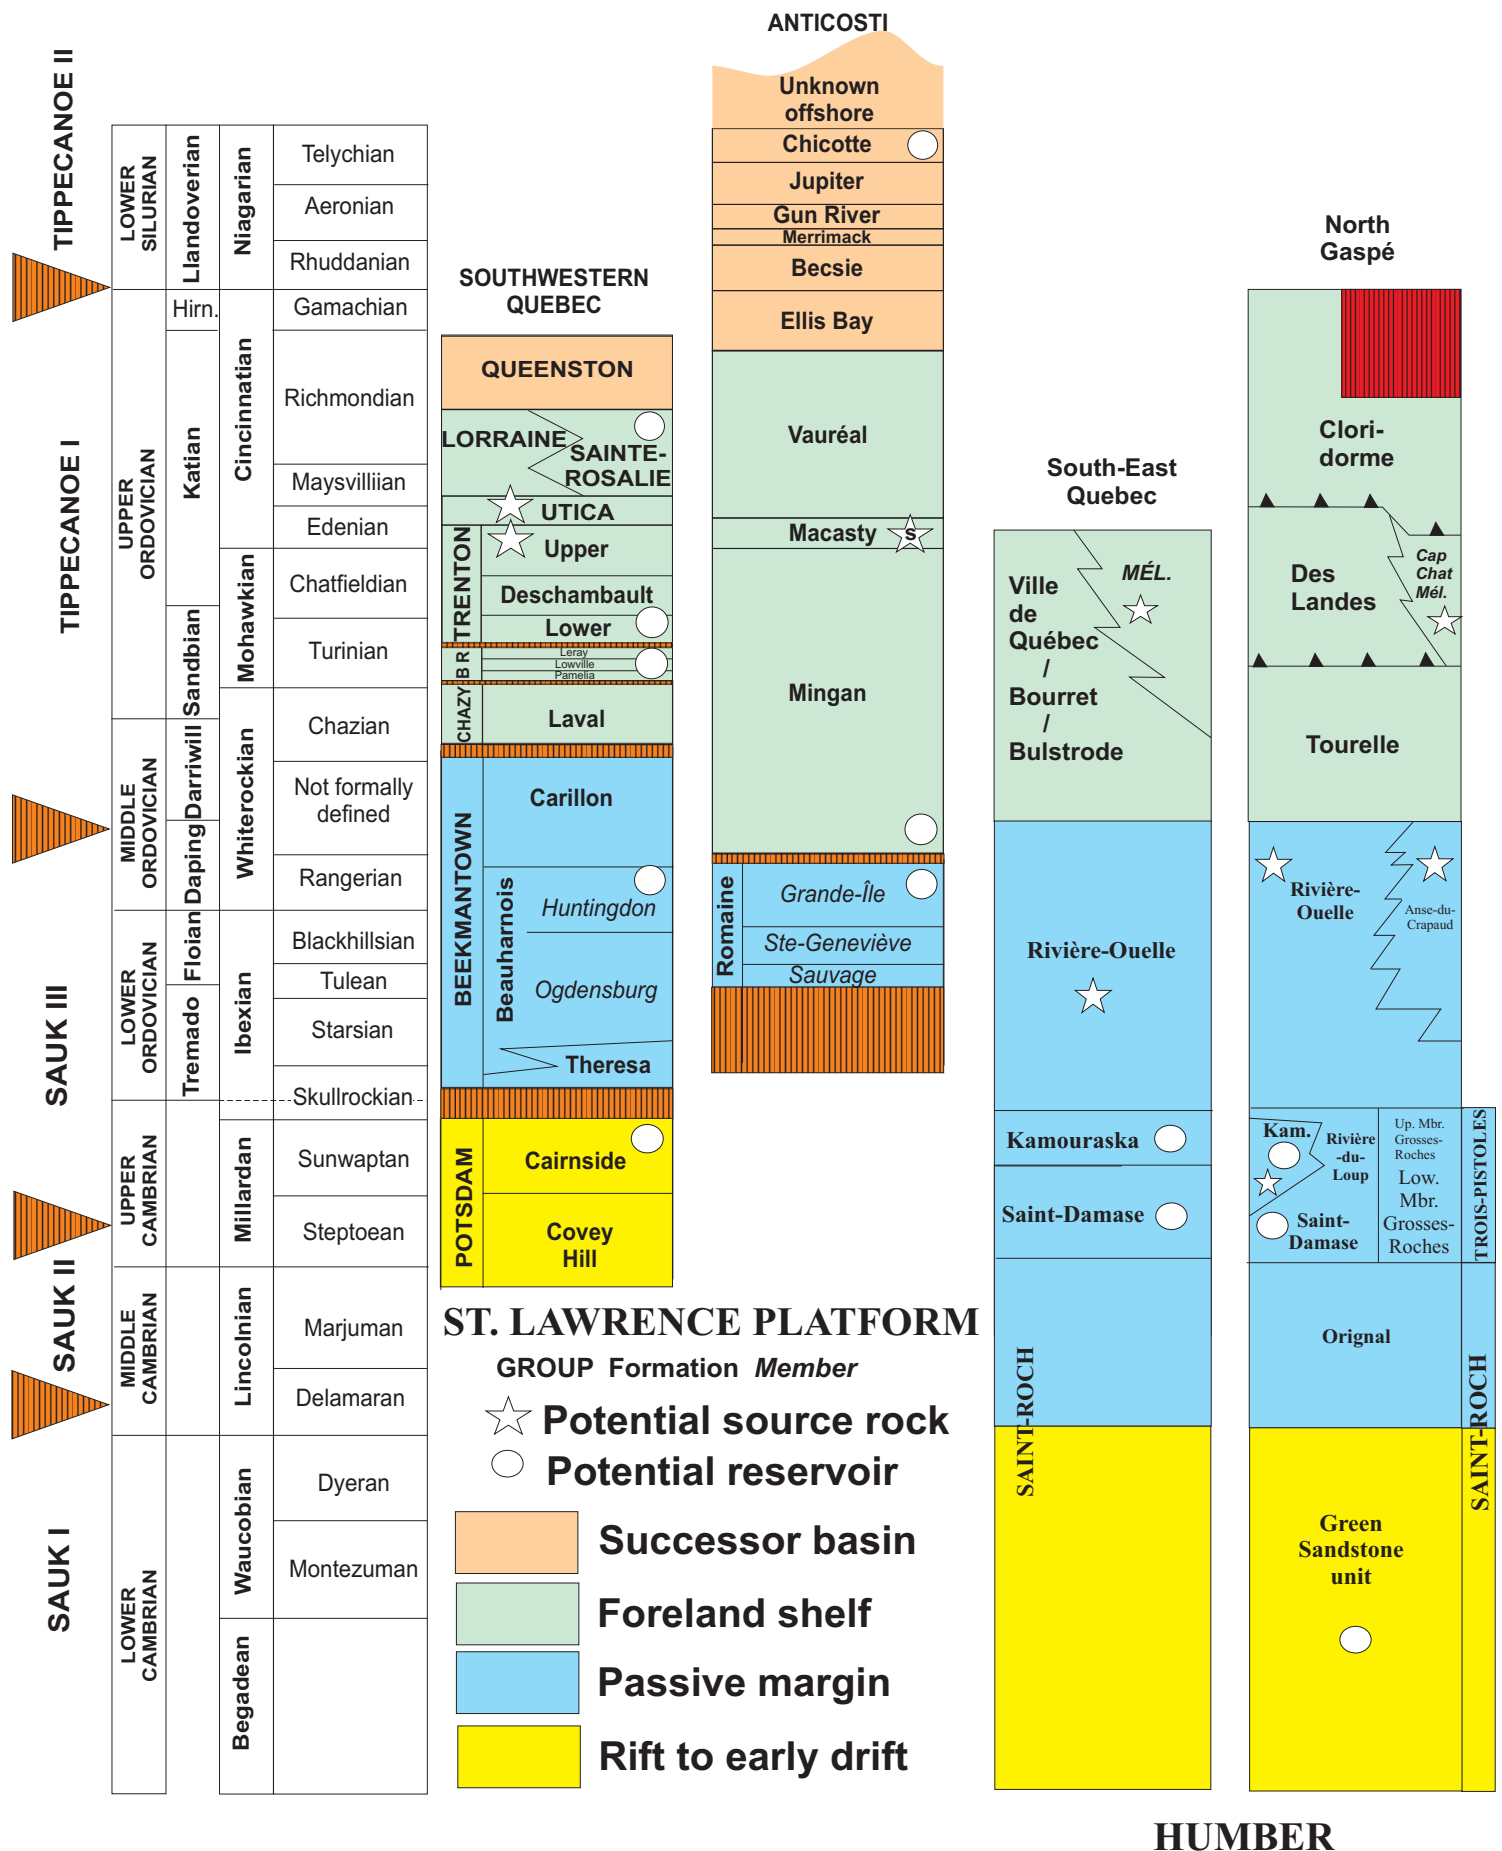 TIPPECANOE II
TIPPECANOE I
SAUK III
SAUK II
SAUK I
LOWER
SILURIAN
UPPER
ORDOVICIAN
MIDDLE
ORDOVICIAN
LOWER
ORDOVICIAN
UPPER
CAMBRIAN
MIDDLE
CAMBRIAN
LOWER
CAMBRIAN
Llandoverian
Hirn.
Katian
Sandbian
Darriwill
Daping
Floian
Tremado
Niagarian
Cincinnatian
Mohawkian
Whiterockian
Ibexian
Millardan
Lincolnian
Waucobian
Begadean
Telychian
Aeronian
Rhuddanian
Gamachian
Richmondian
Maysvilliian
Edenian
Chatfieldian
Turinian
Chazian
Not formally
defined
Rangerian
Blackhillsian
Tulean
Starsian
Skullrockian
Sunwaptan
Steptoean
Marjuman
Delamaran
Dyeran
Montezuman
SOUTHWESTERN
QUEBEC
QUEENSTON
LORRAINE
SAINTE-
ROSALIE
UTICA
TRENTON
Upper
Deschambault
Lower
B R
Leray
Lowville
Pamelia
CHAZY
Laval
BEEKMANTOWN
Carillon
Beauharnois
Huntingdon
Ogdensburg
Theresa
POTSDAM
Cairnside
Covey
Hill
ANTICOSTI
Unknown
offshore
Chicotte
Jupiter
Gun River
Merrimack
Becsie
Ellis Bay
Vauréal
Macasty
s
Mingan
Romaine
Grande-Île
Ste-Geneviève
Sauvage
ST. LAWRENCE PLATFORM
GROUP Formation Member
Potential source rock
Potential reservoir
Successor basin
Foreland shelf
Passive margin
Rift to early drift
South-East
Quebec
Ville
de
Québec
/
Bourret
/
Bulstrode
MÉL.
Rivière-Ouelle
Kamouraska
Saint-Damase
SAINT-ROCH
North
Gaspé
Clori-
dorme
Des
Landes
Cap
Chat
Mél.
Tourelle
Rivière-
Ouelle
Anse-du-
Crapaud
Kam.
Rivière
-du-
Loup
Saint-
Damase
Up. Mbr.
Grosses-
Roches
Low.
Mbr.
Grosses-
Roches
TROIS-PISTOLES
Orignal
SAINT-ROCH
Green
Sandstone
unit
HUMBER